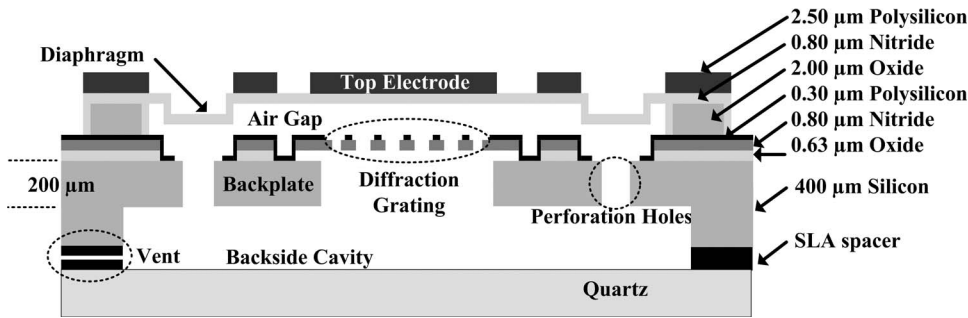 2.50 µm Polysilicon
0.80 µm Nitride
Diaphragm
2.00 µm Oxide
Top Electrode
0.30 µm Polysilicon
Air Gap
0.80 µm Nitride
0.63 µm Oxide
200 µm
Backplate
Diffraction
Grating
400 µm Silicon
Perforation Holes
SLA spacer
Vent
Backside Cavity
Quartz